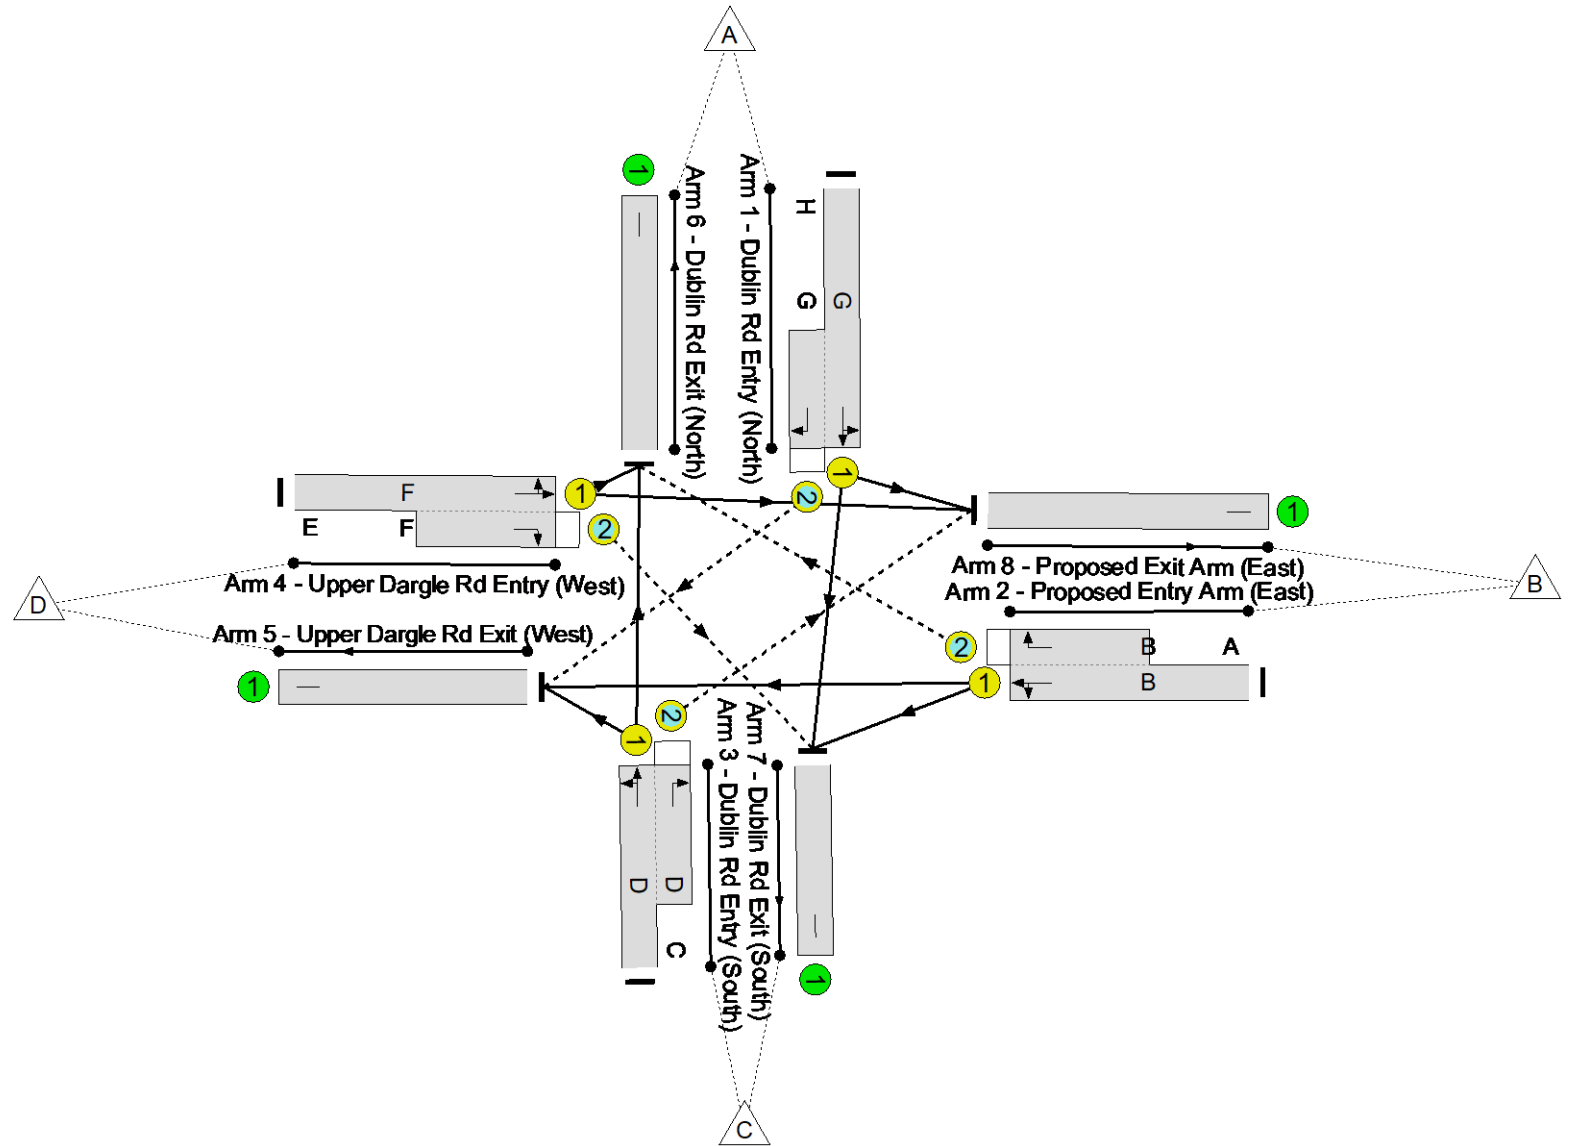 A
1
Arm 6 - Dublin Rd Exit (North)
Arm 1 - Dublin Rd Entry (North)
H
G
G
1
2
F
1
E
F
2
1
Arm 8 - Proposed Exit Arm (East)
Arm 2 - Proposed Entry Arm (East)
B
Arm 4 - Upper Dargle Rd Entry (West)
D
Arm 5 - Upper Dargle Rd Exit (West)
1
2
B
A
1
B
2
1
D
D
C
Arm 7 - Dublin Rd Exit (South)
Arm 3 - Dublin Rd Entry (South)
1
C